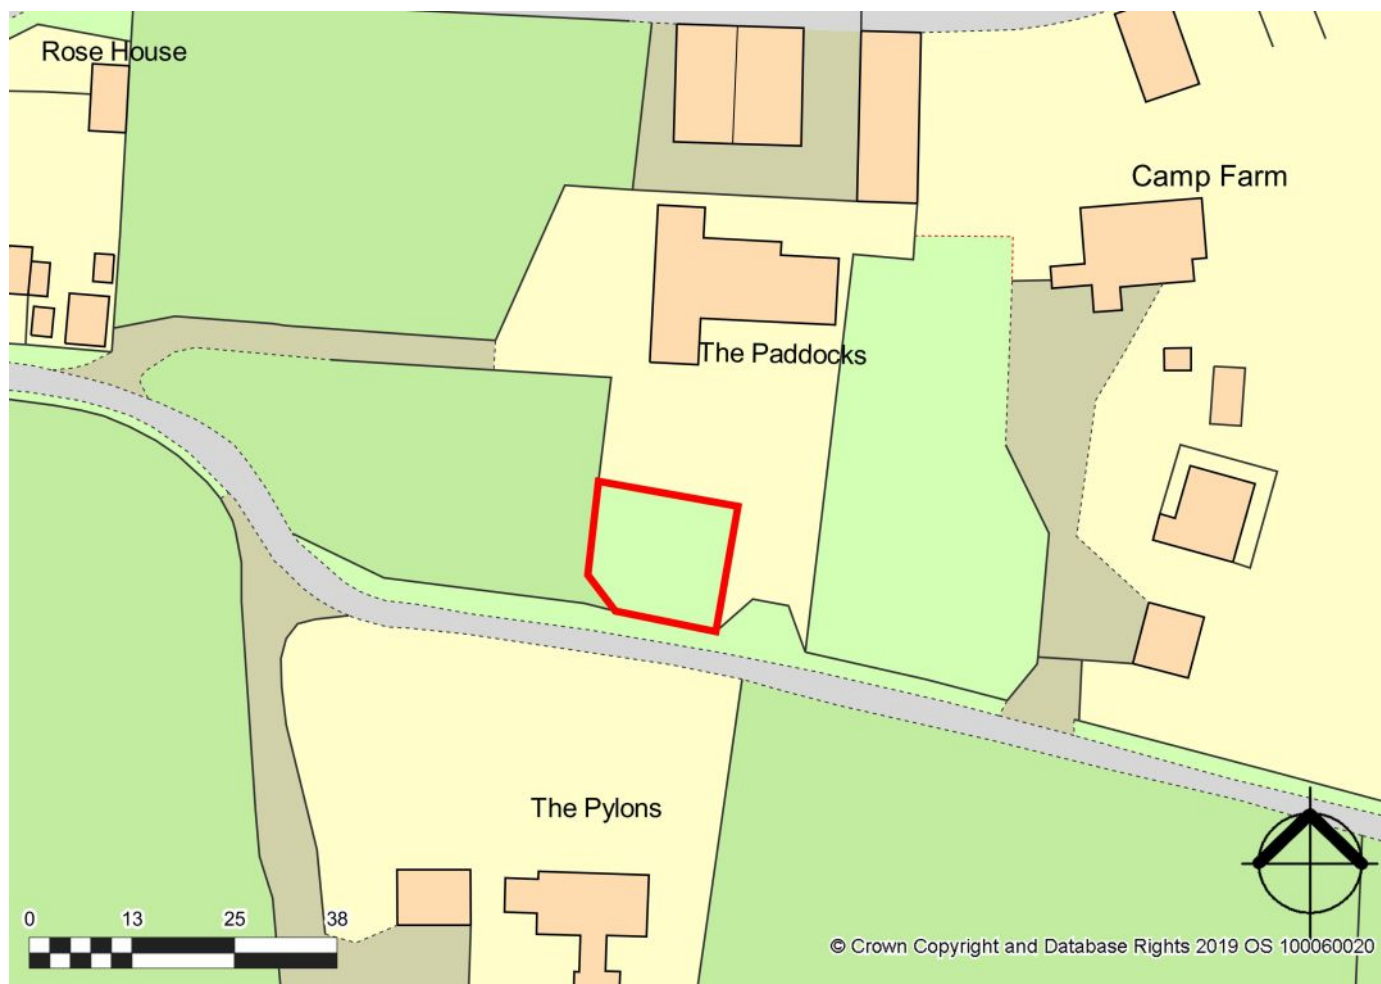 Rose House
Camp Farm
The Paddocks
The Pylons
0 13 25 38
© Crown Copyright and Database Rights 2019 OS 100060020